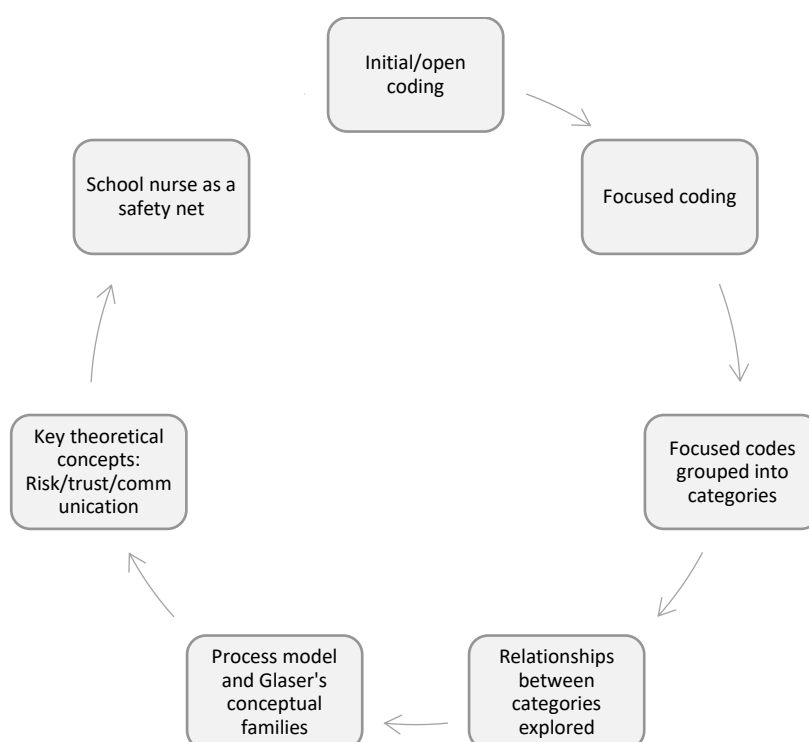 Initial/open
coding
Focused coding
Focused codes
grouped into
categories
Relationships
between
categories
explored
Process model
and Glaser's
conceptual
families
Key theoretical
concepts:
Risk/trust/comm
unication
School nurse as a
safety net